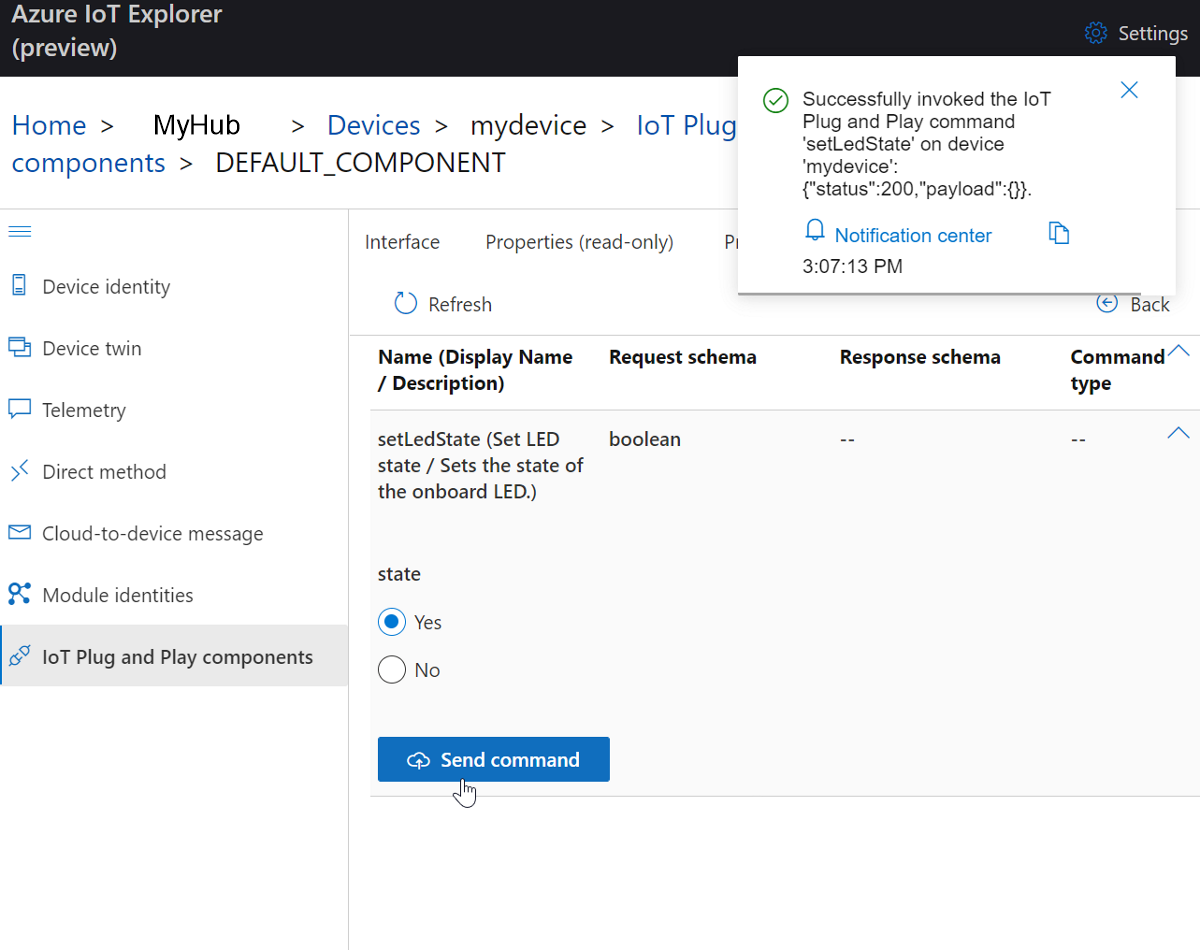 Azure IoT Explorer
(preview)
Settings
Successfully invoked the IoT
Plug and Play command
'setLedState' on device
'mydevice':
{"status":200,"payload":{}}.
Notification center
3:07:13 PM
Home > MyHub > Devices > mydevice > IoT Plug
components > DEFAULT_COMPONENT
Device identity
Device twin
Telemetry
Direct method
Cloud-to-device message
Module identities
IoT Plug and Play components
Interface Properties (read-only)
Refresh
Back
Name (Display Name
/ Description)
Request schema
Response schema
Command
type
setLedState (Set LED
state / Sets the state of
the onboard LED.)
boolean
--
--
state
Yes
No
Send command